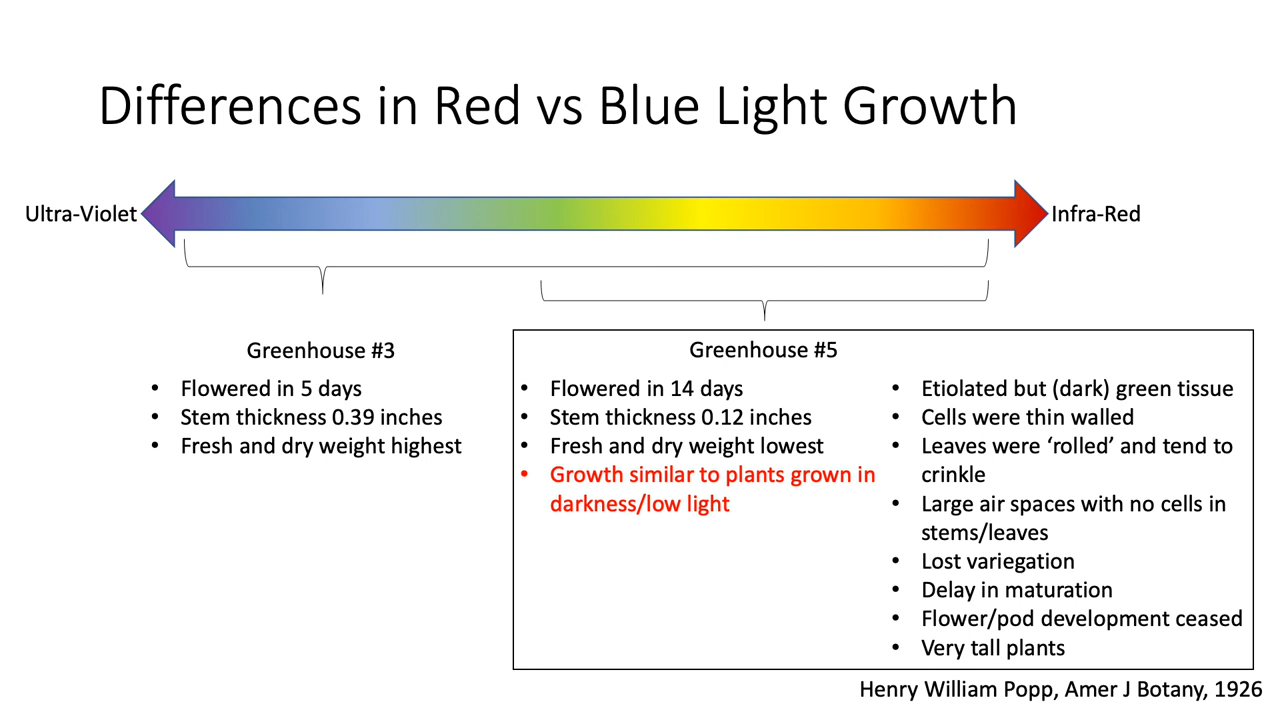 Differences in Red vs Blue Light Growth
Ultra-Violet
Infra-Red
Greenhouse #3
• Flowered in 5 days
• Stem thickness 0.39 inches
• Fresh and dry weight highest
Greenhouse #5
• Flowered in 14 days
• Stem thickness 0.12 inches
• Fresh and dry weight lowest
• Growth similar to plants grown in
darkness/low light
• Etiolated but (dark) green tissue
• Cells were thin walled
• Leaves were ‘rolled’ and tend to
crinkle
• Large air spaces with no cells in
stems/leaves
• Lost variegation
• Delay in maturation
• Flower/pod development ceased
• Very tall plants
Henry William Popp, Amer J Botany, 1926